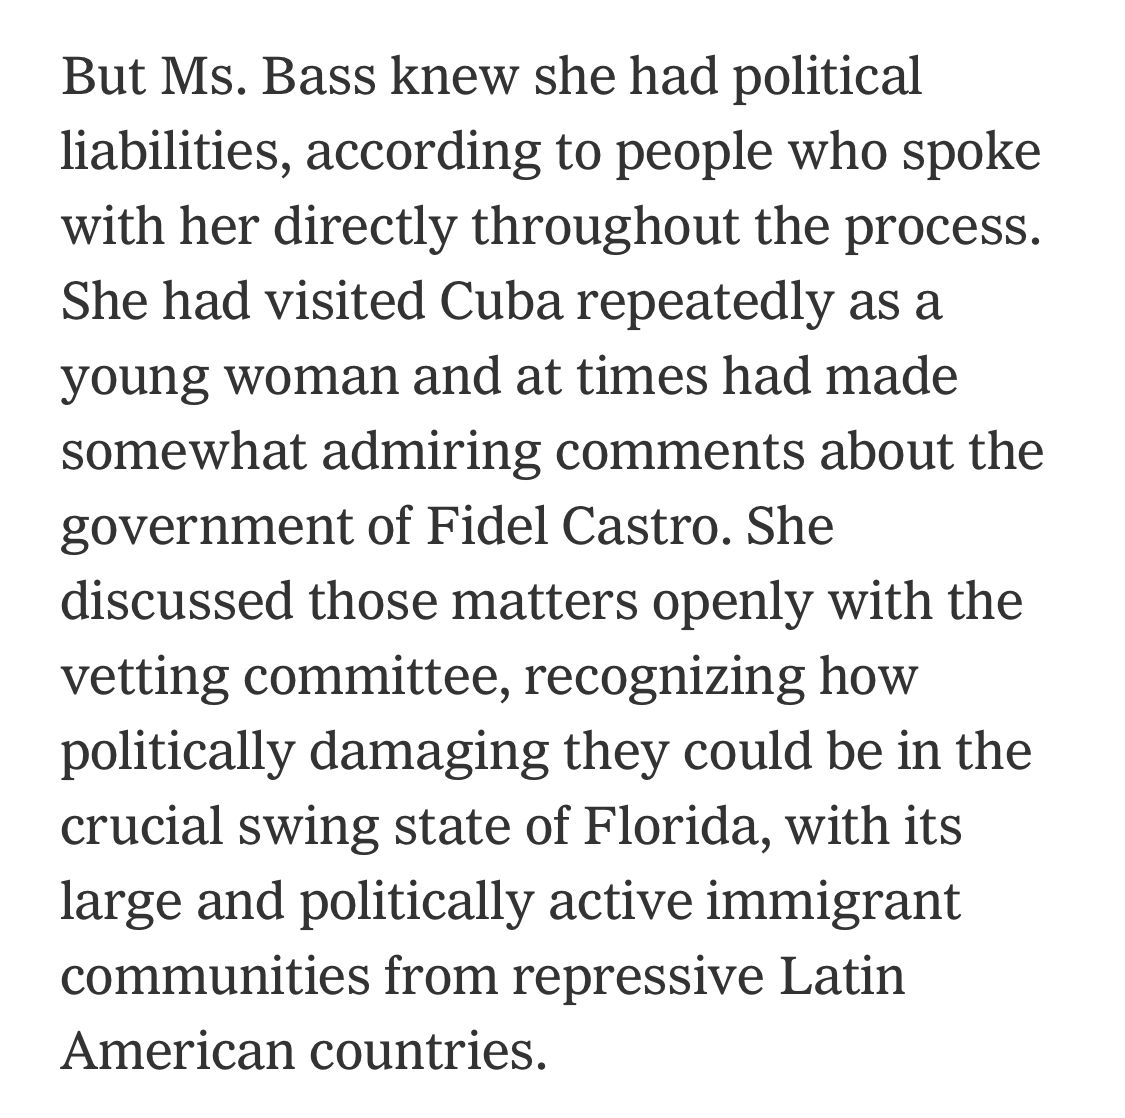 But Ms. Bass knew she had political
liabilities, according to people who spoke
with her directly throughout the process.
She had visited Cuba repeatedly as a
young woman and at times had made
somewhat admiring comments about the
government of Fidel Castro. She
discussed those matters openly with the
vetting committee, recognizing how
politically damaging they could be in the
crucial swing state of Florida, with its
large and politically active immigrant
communities from repressive Latin
American countries.